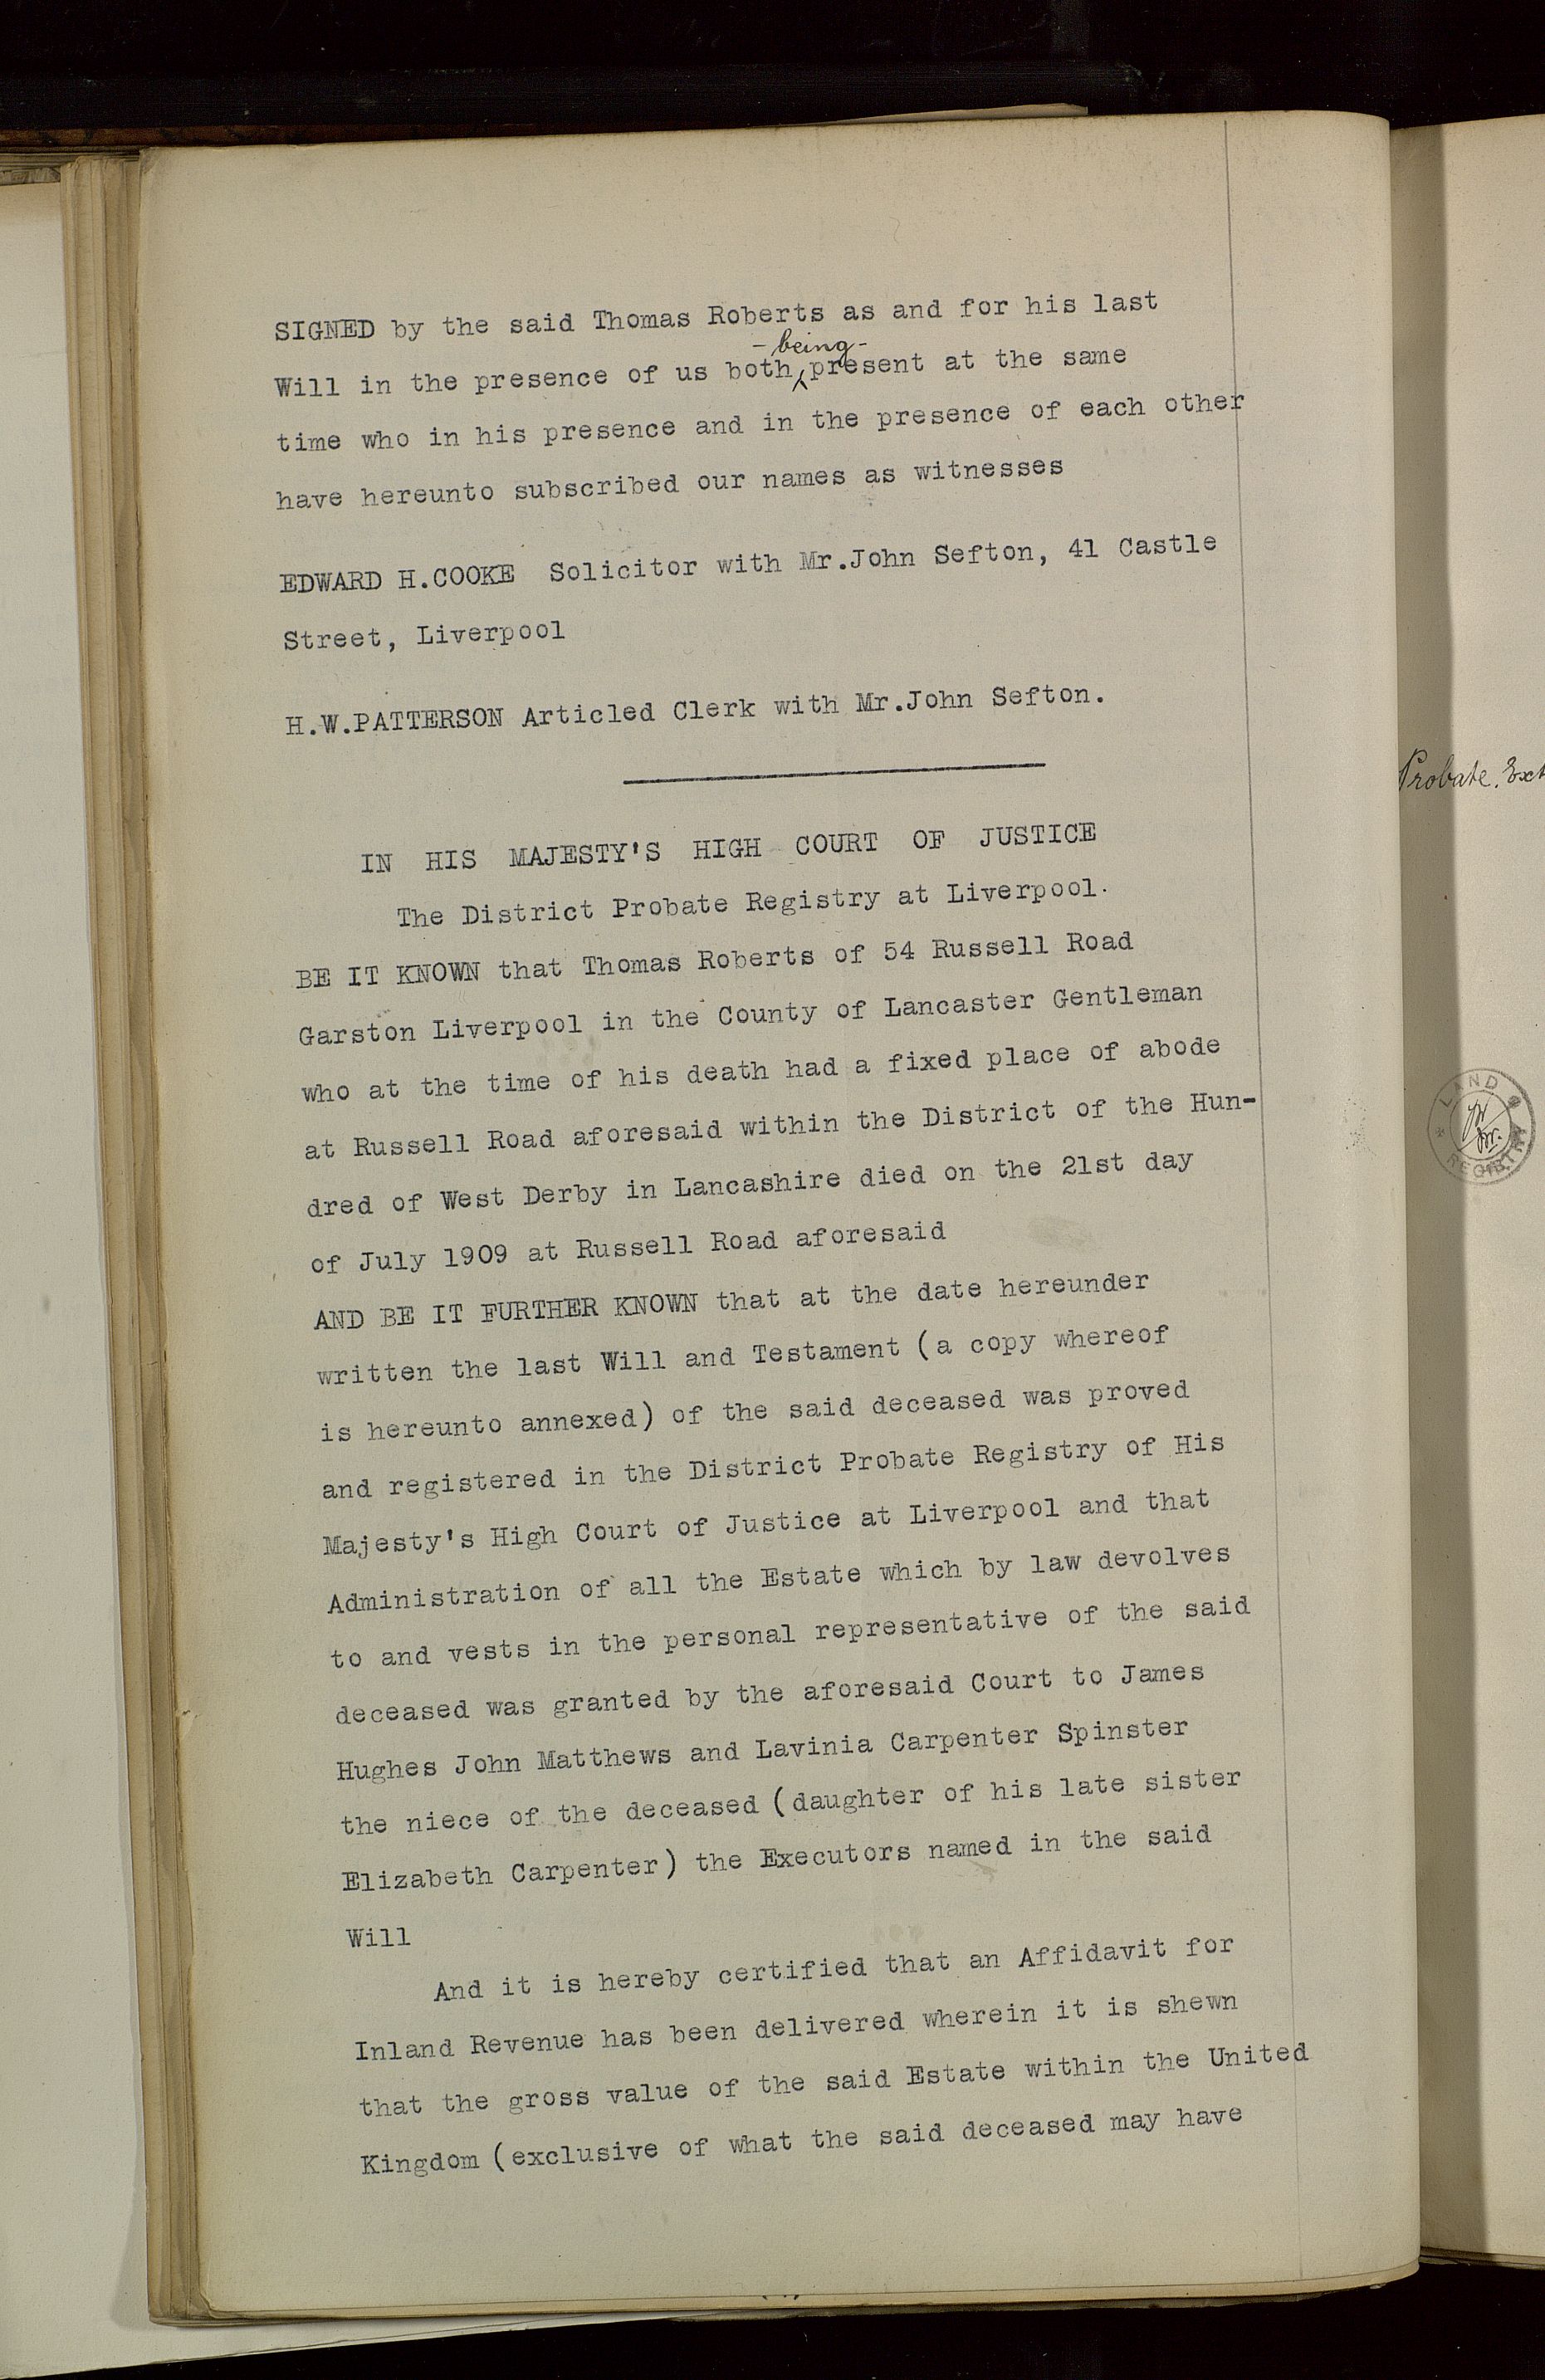 SIGNED by the said Thomas Roberts as and for his last
-being-
Will in the presence of us both present at the same
time who in his presence and in the presence of each other
have hereunto subscribed our names as witnesses
EDWARD H.COOKE Solicitor with Mr.John Sefton, 41 Castle
Street, Liverpool
H.W.PATTERSON Articled Clerk with Mr.John Sefton.
IN HIS MAJESTY'S HIGH COURT OF JUSTICE
The District Probate Registry at Liverpool.
BE IT KNOWN that Thomas Roberts of 54 Russell Road
Garston Liverpool in the County of Lancaster Gentleman
who at the time of his death had a fixed place of abode
at Russell Road aforesaid within the District of the Hun-
dred of West Derby in Lancashire died on the 21st day
of July 1909 at Russell Road aforesaid
AND BE IT FURTHER KNOWN that at the date hereunder
written the last Will and Testament (a copy whereof
is hereunto annexed) of the said deceased was proved
and registered in the District Probate Registry of His
Majesty's High Court of Justice at Liverpool and that
Administration of all the Estate which by law devolves
to and vests in the personal representative of the said
deceased was granted by the aforesaid Court to James
Hughes John Matthews and Lavinia Carpenter Spinster
the niece of the deceased (daughter of his late sister
Elizabeth Carpenter) the Executors named in the said
Will
And it is hereby certified that an Affidavit for
Inland Revenue has been delivered wherein it is shewn
that the gross value of the said Estate within the United
Kingdom (exclusive of what the said deceased may have
Probate. Ext
LAND REGISTRY